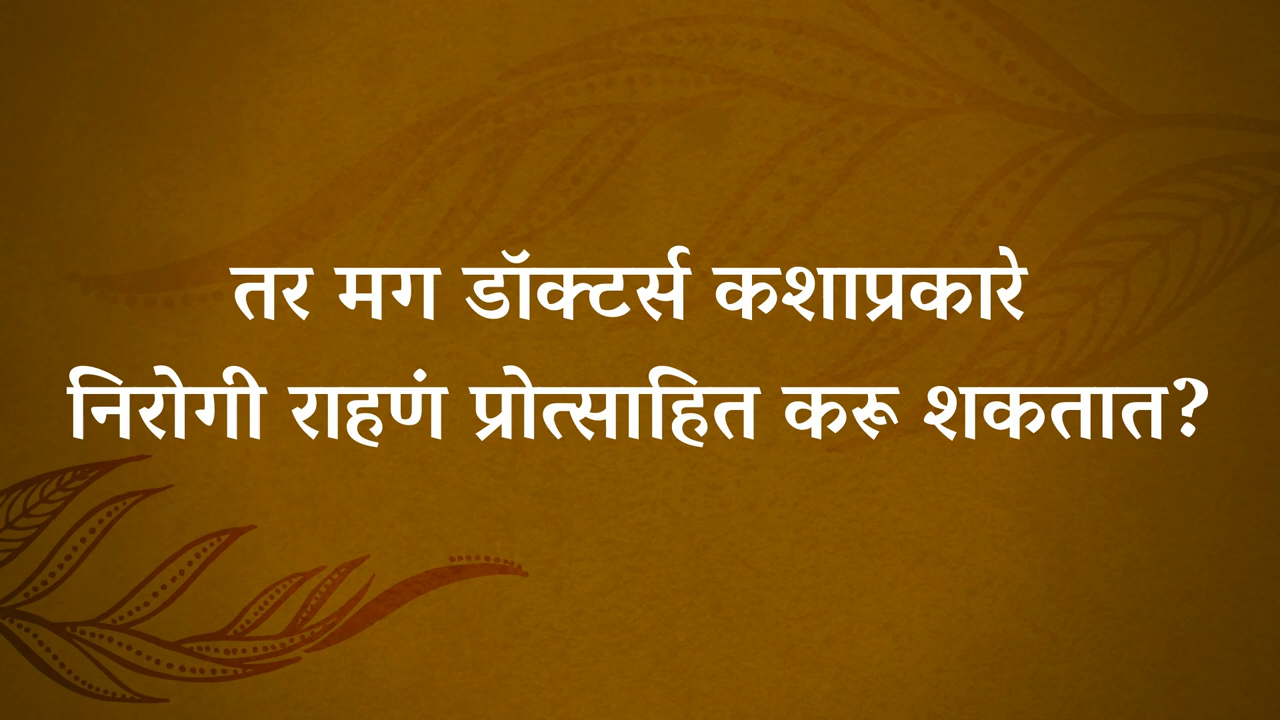 तर मग डॉक्टर्स कशाप्रकारे
निरोगी राहणं प्रोत्साहित करू शकतात?